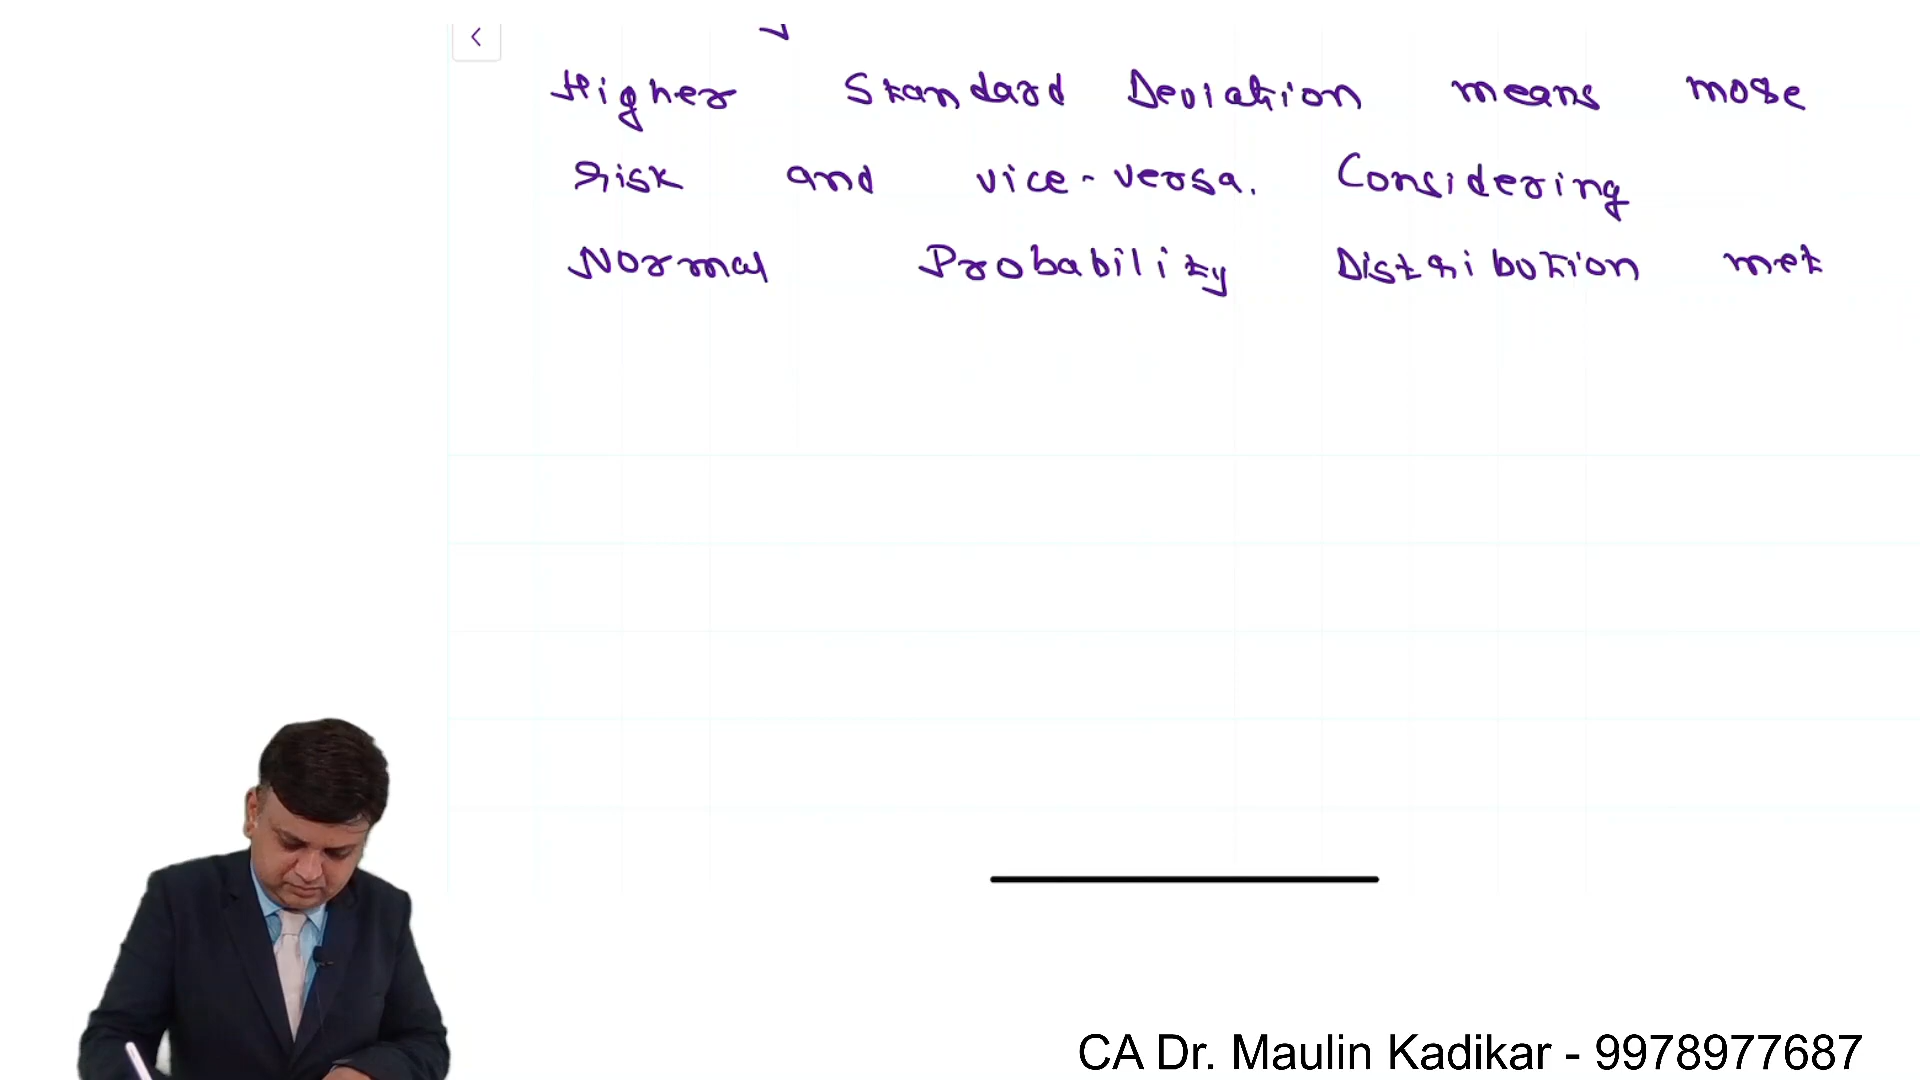 Higher Standard Deviation means more
risk and vice-versa. Considering
Normal Probability Distribution met
CA Dr. Maulin Kadikar - 9978977687